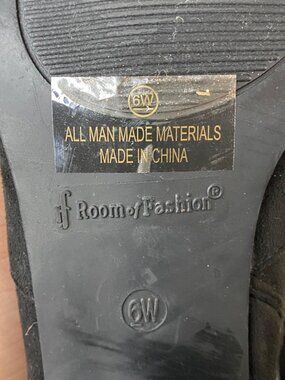 6W
ALL MAN MADE MATERIALS
MADE IN CHINA
Room of Fashion®
6W